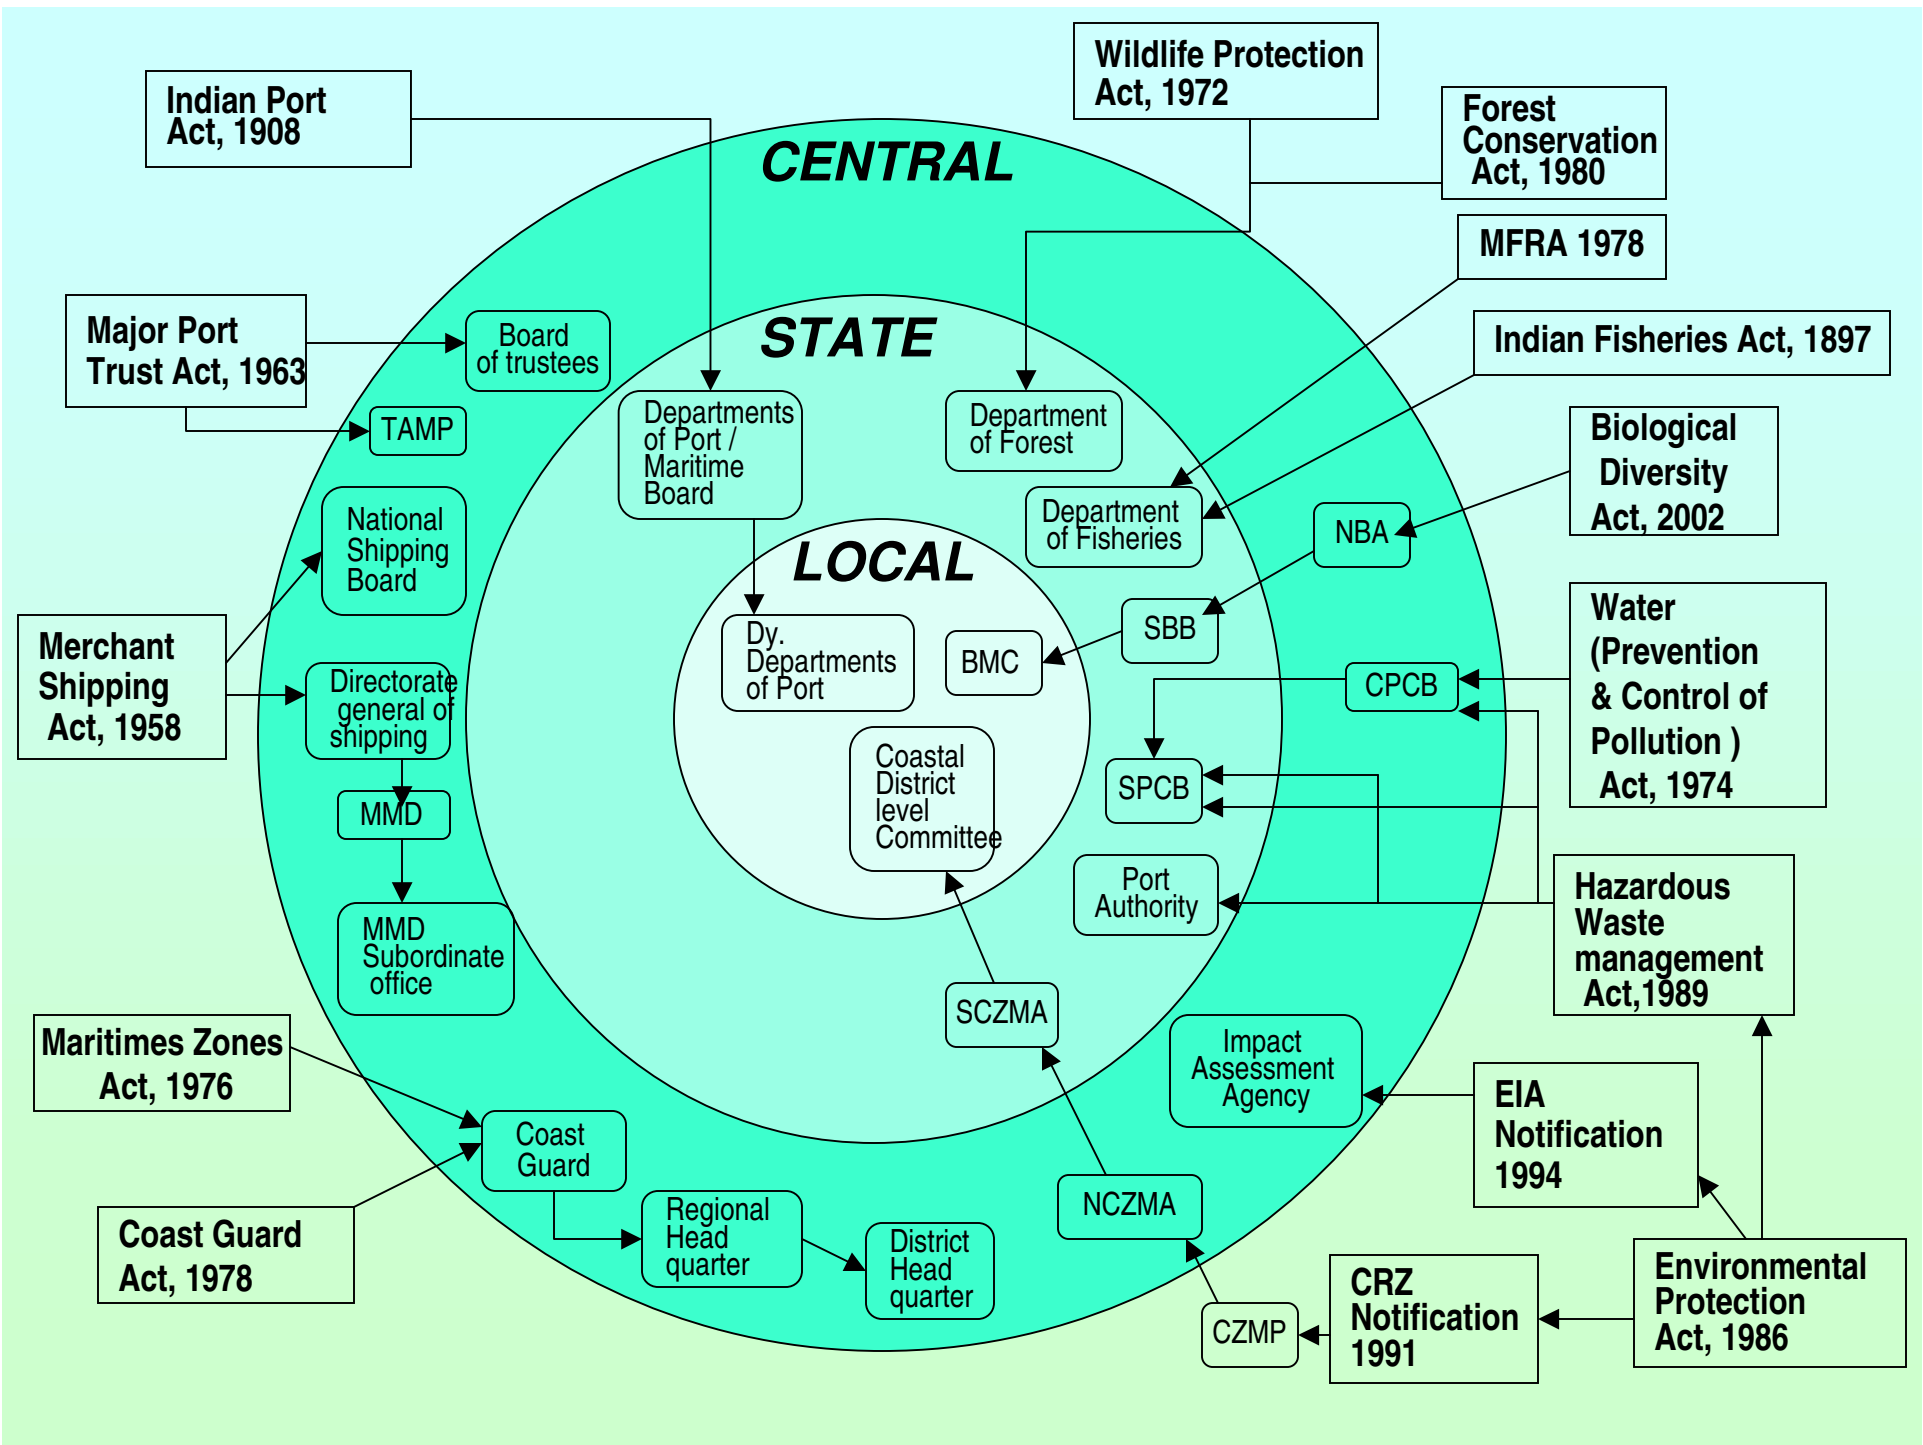 Wildlife Protection
Act, 1972
Indian Port
Act, 1908
Forest
Conservation
Act, 1980
CENTRAL
MFRA 1978
Major Port
Trust Act, 1963
Board
of trustees
STATE
Indian Fisheries Act, 1897
TAMP
Departments
of Port /
Maritime
Board
Department
of Forest
Biological
Diversity
Act, 2002
National
Shipping
Board
Department
of Fisheries
NBA
LOCAL
Merchant
Shipping
Act, 1958
Dy.
Departments
of Port
BMC
SBB
Water
(Prevention
& Control of
Pollution )
Act, 1974
Directorate
general of
shipping
CPCB
MMD
Coastal
District
level
Committee
SPCB
MMD
Subordinate
office
Port
Authority
Hazardous
Waste
management
Act,1989
SCZMA
Maritimes Zones
Act, 1976
Impact
Assessment
Agency
EIA
Notification
1994
Coast
Guard
Coast Guard
Act, 1978
Regional
Head
quarter
District
Head
quarter
NCZMA
CZMP
CRZ
Notification
1991
Environmental
Protection
Act, 1986